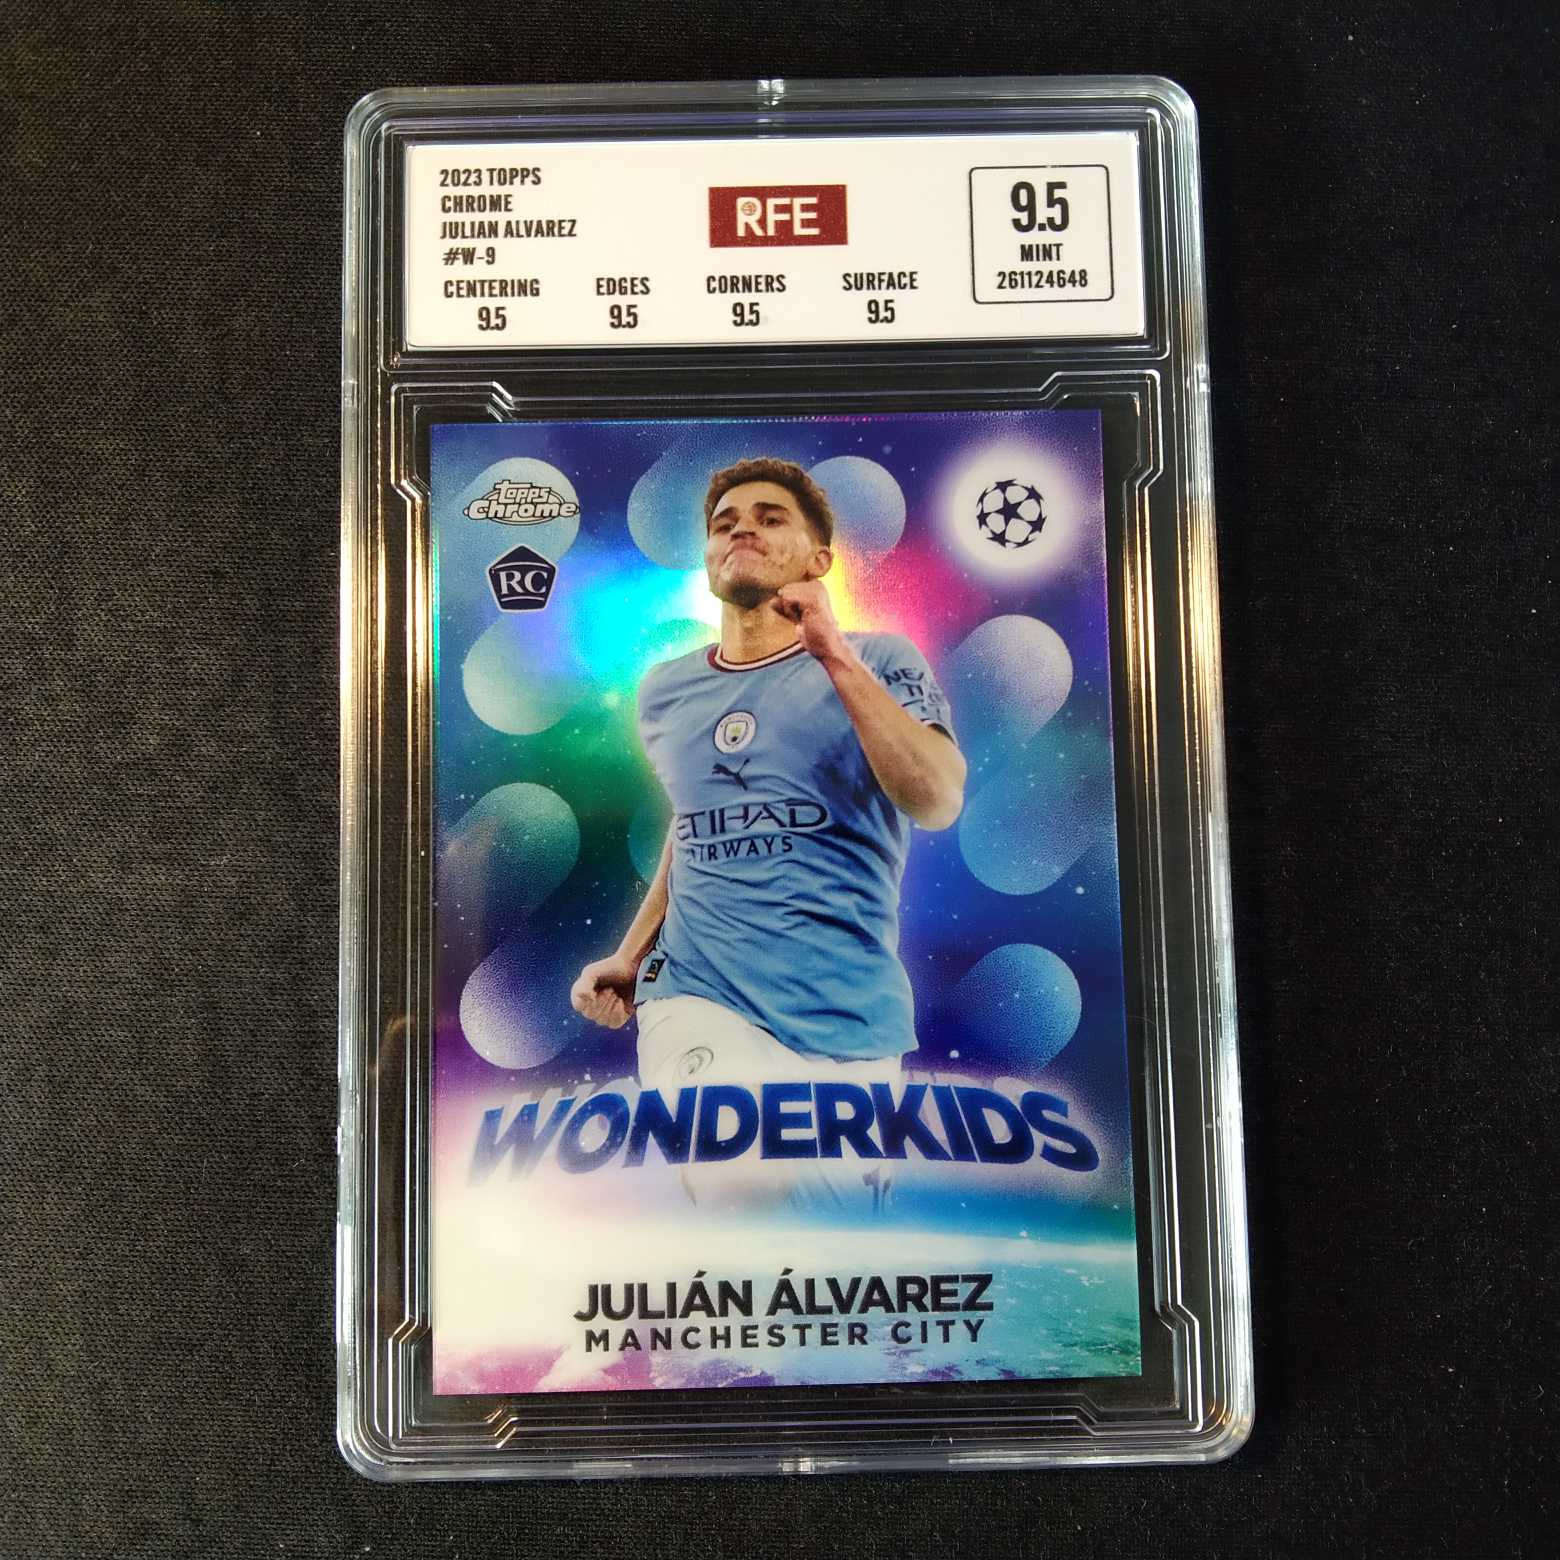 2023 TOPPS
CHROME
JULIAN ALVAREZ
#W-9
RFE
9.5
MINT
261124648
CENTERING EDGES CORNERS SURFACE
9.5 9.5 9.5 9.5
Topps
Chrome
RC
ETIHAD
AIRWAYS
WONDERKIDS
JULIÁN ÁLVAREZ
MANCHESTER CITY